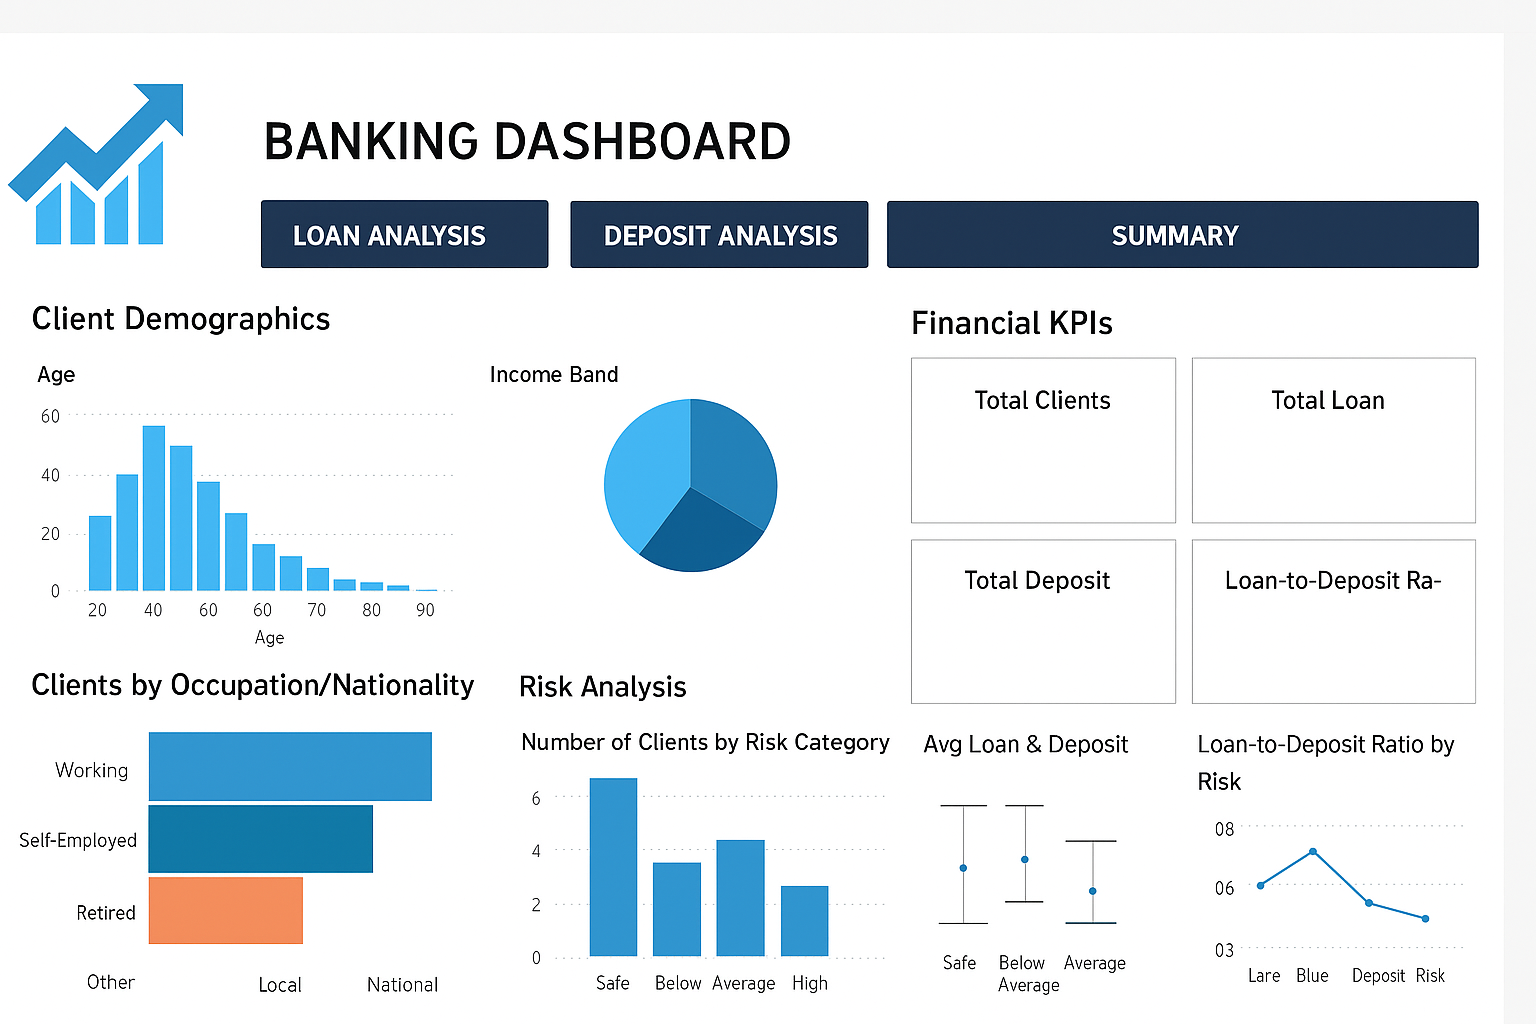 BANKING DASHBOARD
LOAN ANALYSIS
DEPOSIT ANALYSIS
SUMMARY
Client Demographics
Age
60
40
20
0
20 40 60 60 70 80 90
Age
Income Band
Financial KPIs
Total Clients
Total Loan
Total Deposit
Loan-to-Deposit Ra-
Clients by Occupation/Nationality
Working
Self-Employed
Retired
Other
Local National
Risk Analysis
Number of Clients by Risk Category
6
4
2
0
Safe Below Average High
Avg Loan & Deposit
Safe Below Average
Average
Loan-to-Deposit Ratio by
Risk
08
06
03
Lare Blue Deposit Risk